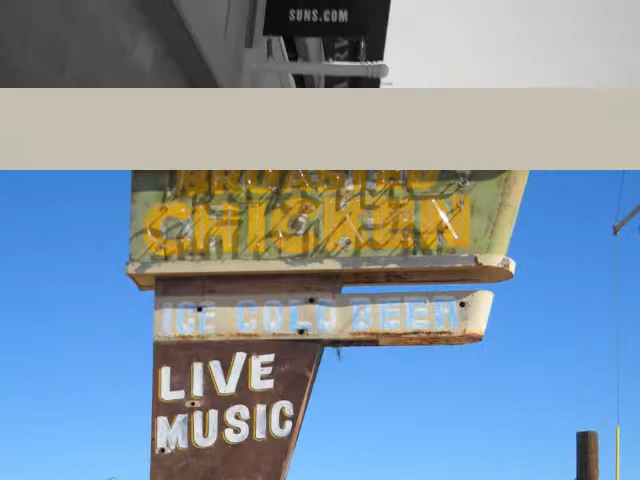 SUNS.COM
BROASTED
CHICKEN
ICE COLD BEER
LIVE
MUSIC